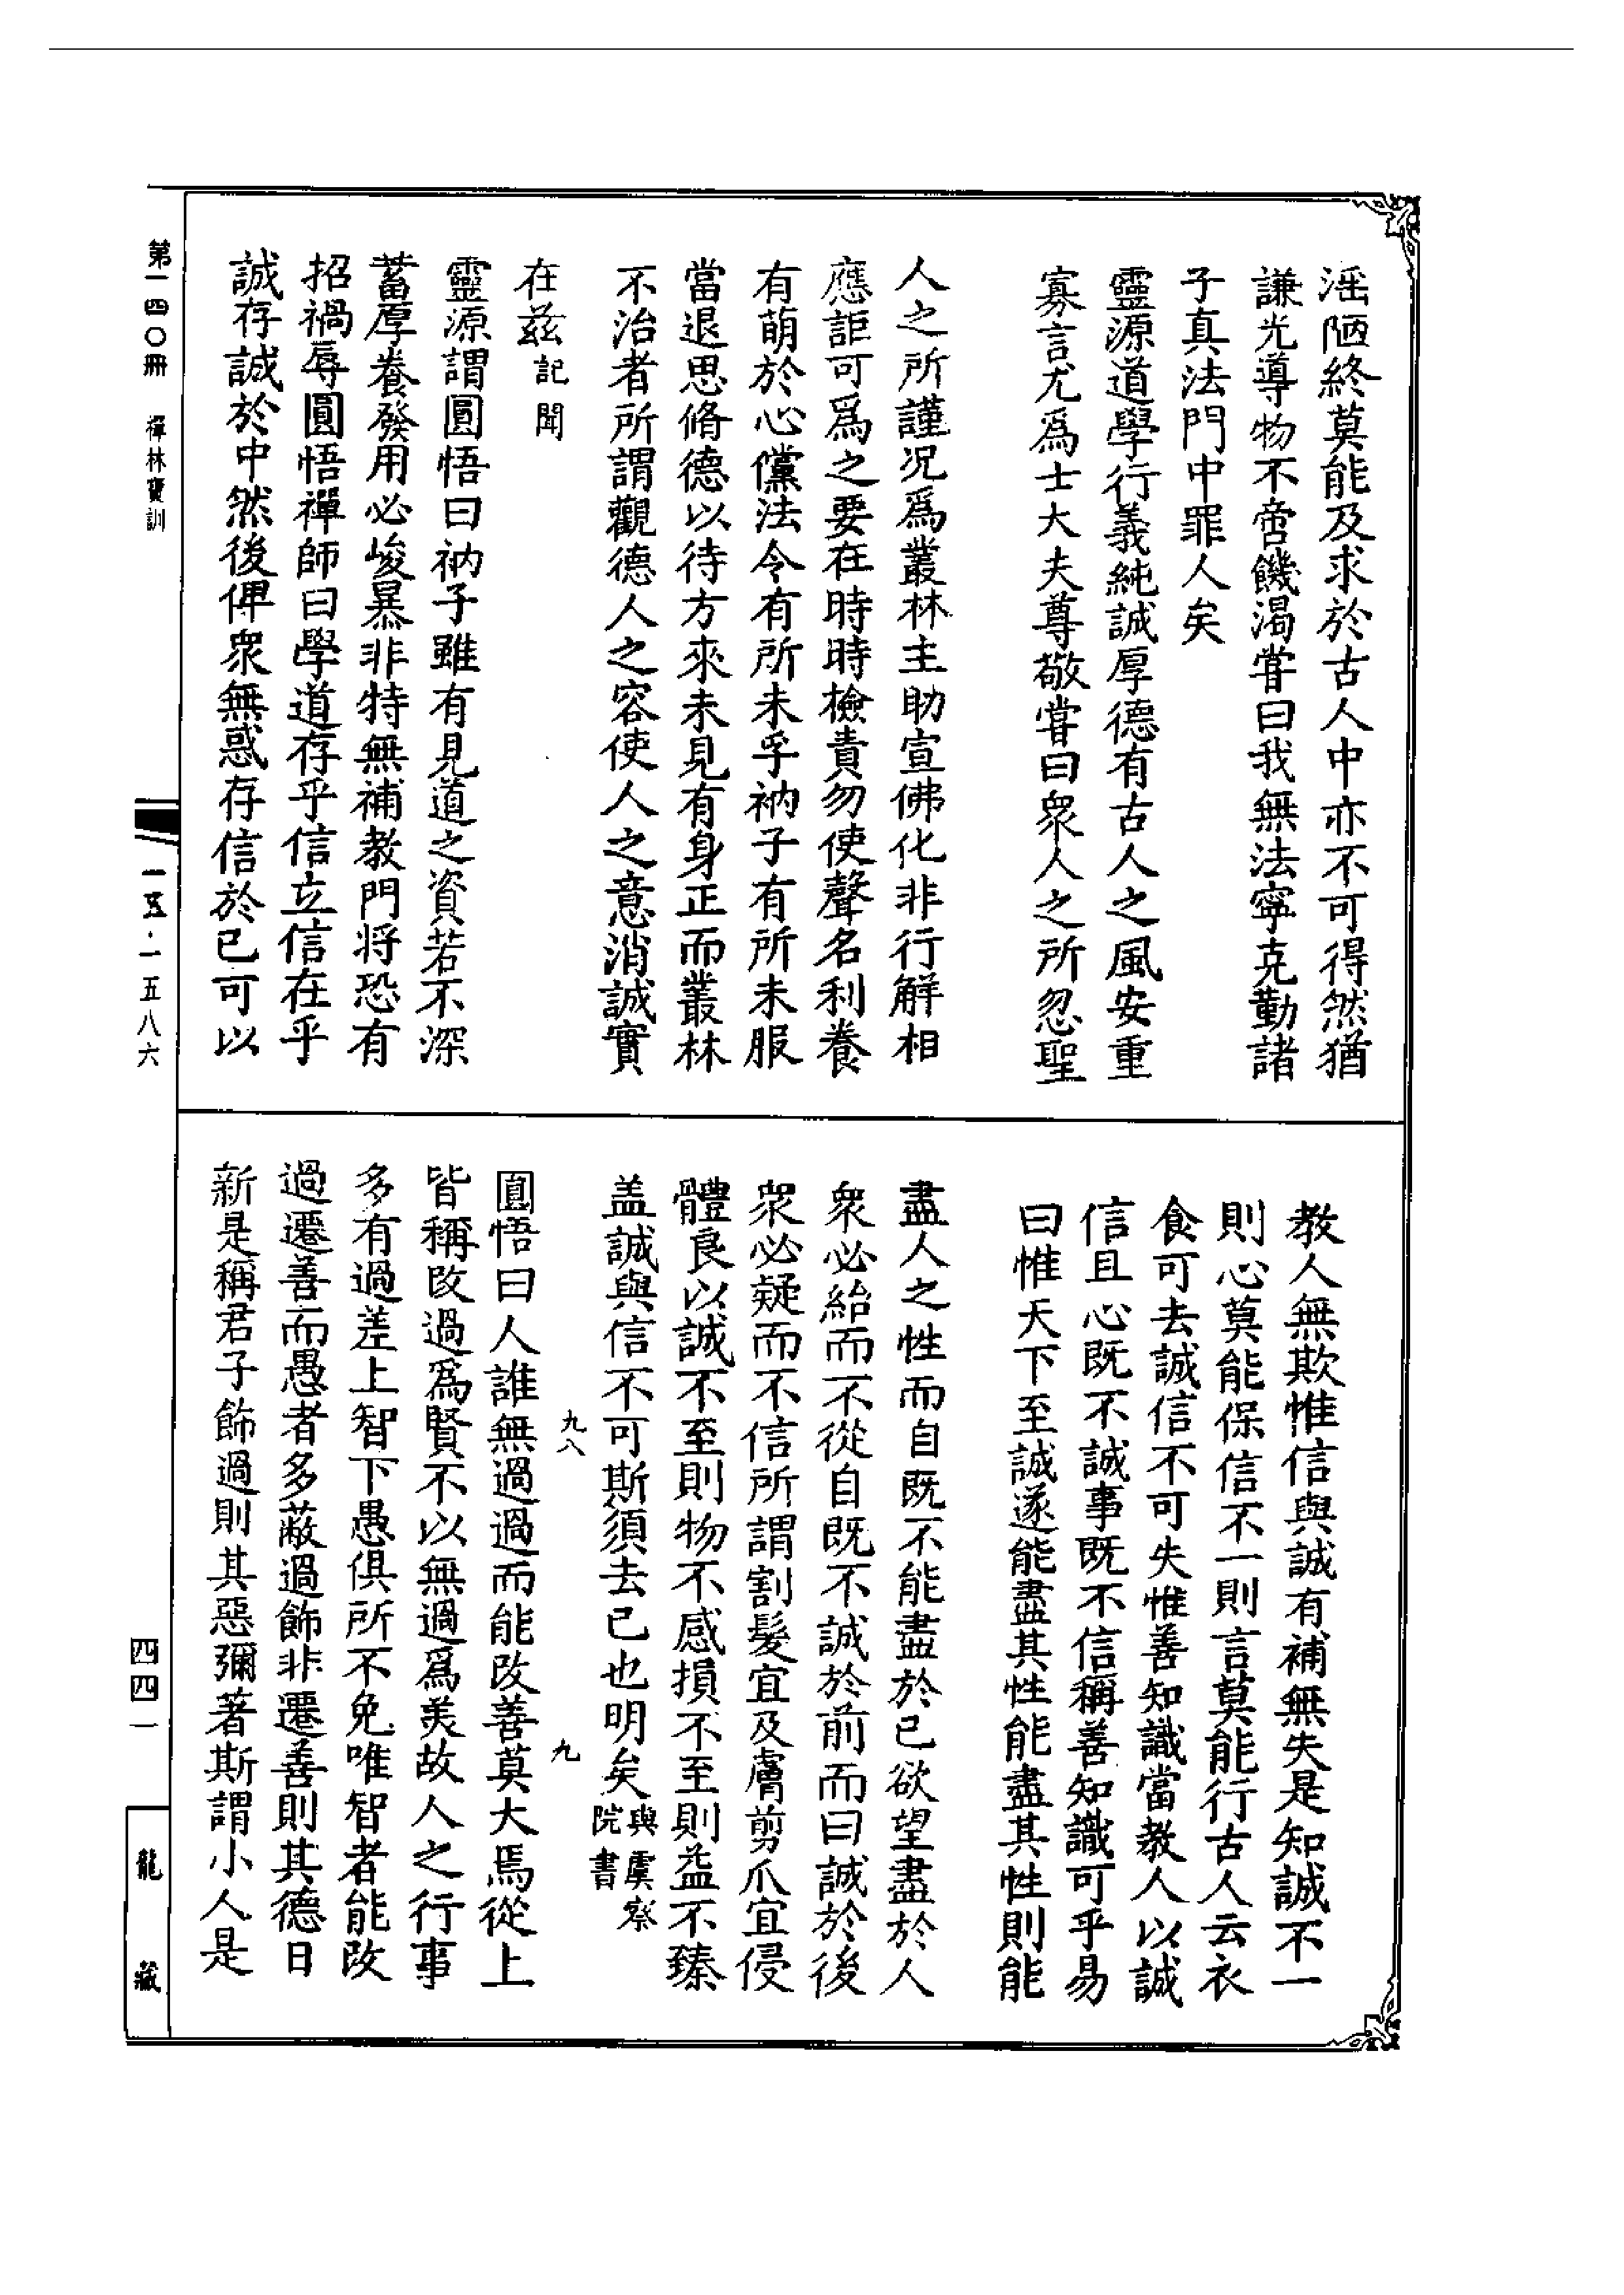 淫陋終莫能及求於古人中亦不可得然猶
謙光導物不啻饑渴甞曰我無法寧克勤諸
子真法門中罪人矣
靈源道學行義純誠厚德有古人之風安重
寡言尤爲士大夫尊敬甞曰衆人之所忽聖
人之所謹况爲叢林主助宣佛化非行解相
應詎可爲之要在時時檢責勿使聲名利養
有萌於心儻法令有所未孚衲子有所未服
當退思脩德以待方來未見有身正而叢林
不治者所謂觀德人之容使人之意消誠實
在茲 記聞
靈源謂圓悟曰衲子雖有見道之資若不深
蓄厚養發用必峻暴非特無補教門將恐有
招禍辱圓悟禪師曰學道存乎信立信在乎
誠存誠於中然後俾衆無惑存信於已可以
教人無欺惟信與誠有補無失是知誠不一
則心莫能保信不一則言莫能行古人云衣
食可去誠信不可失惟善知識當教人以誠
信且心既不誠事既不信稱善知識可乎易
曰惟天下至誠遂能盡其性能盡其性則能
盡人之性而自既不能盡於已欲望盡於人
衆必紿而不從自既不誠於前而曰誠於後
衆必疑而不信所謂割髮宜及膚剪爪宜侵
體良以誠不至則物不感損不至則益不臻
盖誠與信不可斯須去已也明矣 與虞察
院書
九八
九
圓悟曰人誰無過過而能改善莫大焉從上
皆稱改過爲賢不以無過爲美故人之行事
多有過差上智下愚俱所不免唯智者能改
過遷善而愚者多蔽過飾非遷善則其德日
新是稱君子飾過則其惡彌著斯謂小人是
第一四〇冊 禪林寶訓
一五·一五八六
四四一
龍藏